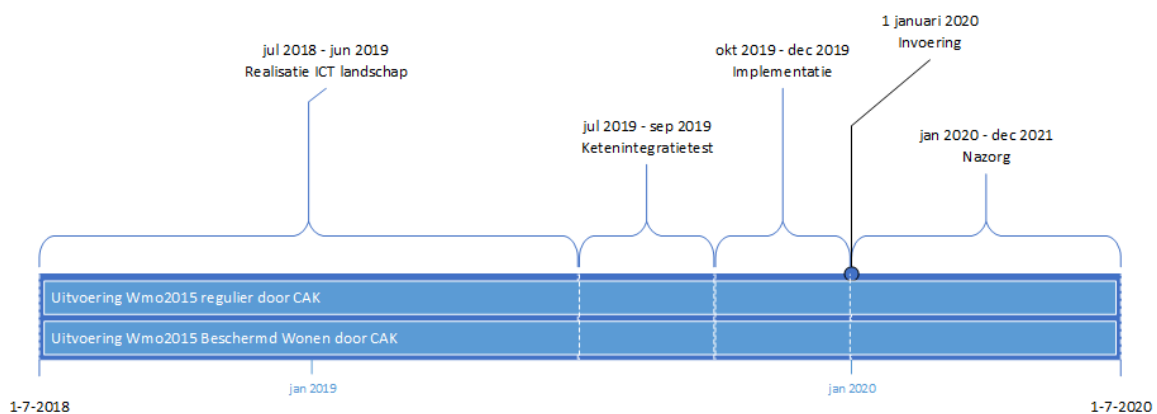 1 januari 2020
Invoering
jul 2018 - jun 2019
Realisatie ICT landschap
okt 2019 - dec 2019
Implementatie
jul 2019 - sep 2019
Ketenintegratietest
jan 2020 - dec 2021
Nazorg
Uitvoering Wmo2015 regulier door CAK
Uitvoering Wmo2015 Beschermd Wonen door CAK
jan 2019
jan 2020
1-7-2018
1-7-2020